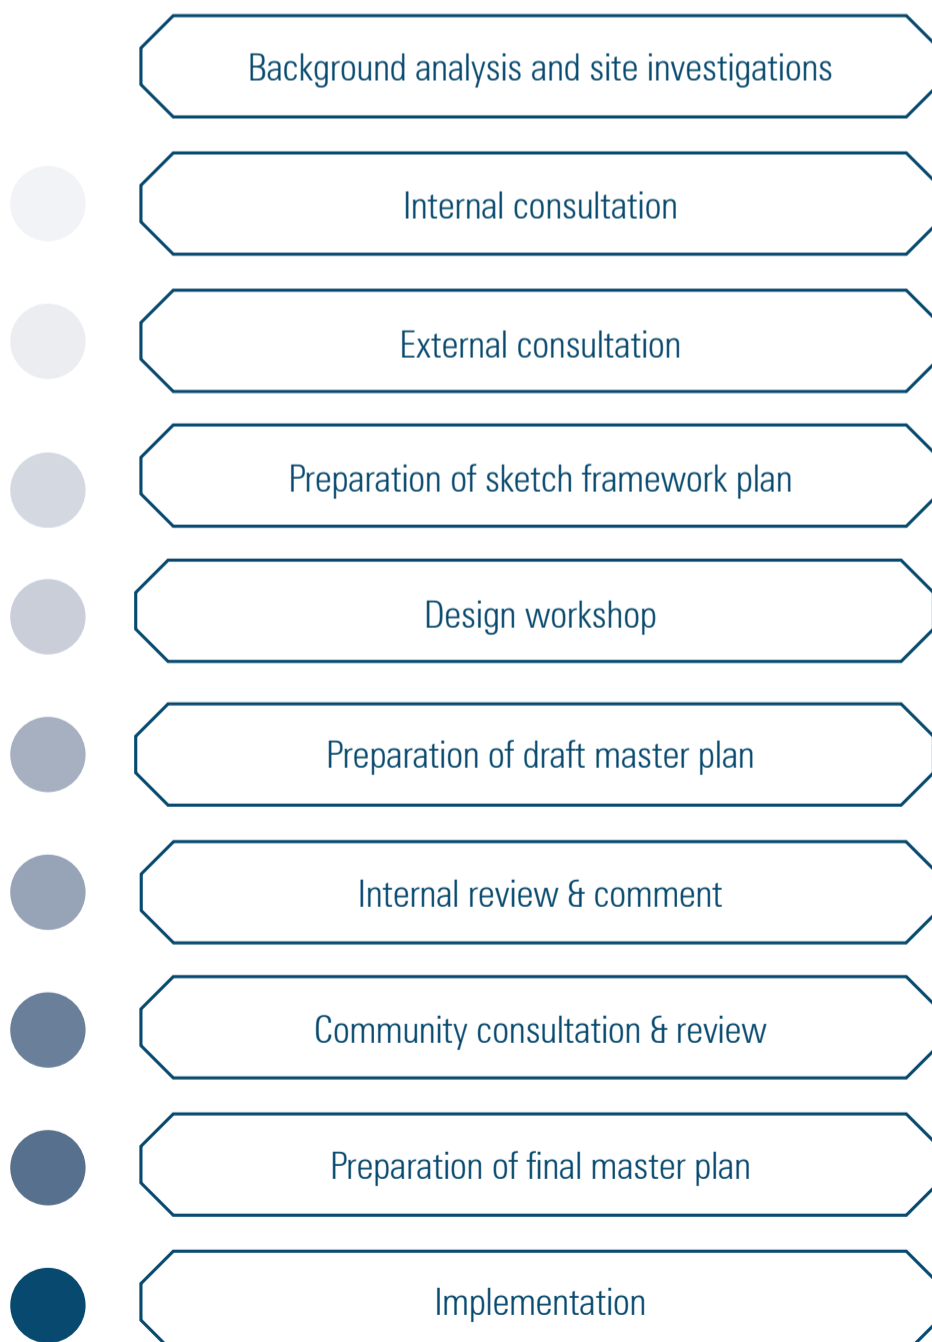 Background analysis and site investigations
Internal consultation
External consultation
Preparation of sketch framework plan
Design workshop
Preparation of draft master plan
Internal review & comment
Community consultation & review
Preparation of final master plan
Implementation